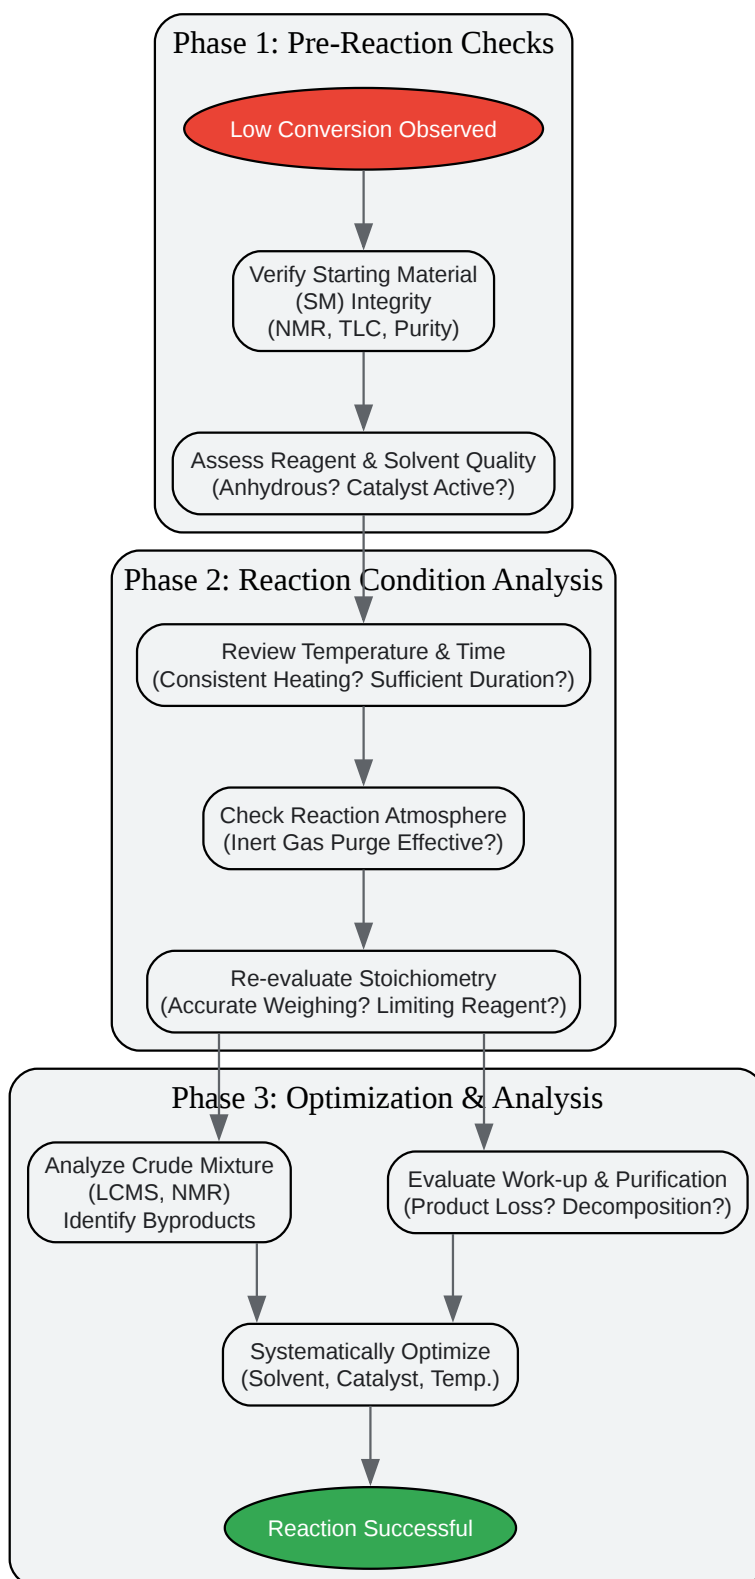 Phase 1: Pre-Reaction Checks
Low Conversion Observed
Verify Starting Material
(SM) Integrity
(NMR, TLC, Purity)
Assess Reagent & Solvent Quality
(Anhydrous? Catalyst Active?)
Phase 2: Reaction Condition Analysis
Review Temperature & Time
(Consistent Heating? Sufficient Duration?)
Check Reaction Atmosphere
(Inert Gas Purge Effective?)
Re-evaluate Stoichiometry
(Accurate Weighing? Limiting Reagent?)
Phase 3: Optimization & Analysis
Analyze Crude Mixture
(LCMS, NMR)
Identify Byproducts
Evaluate Work-up & Purification
(Product Loss? Decomposition?)
Systematically Optimize
(Solvent, Catalyst, Temp.)
Reaction Successful